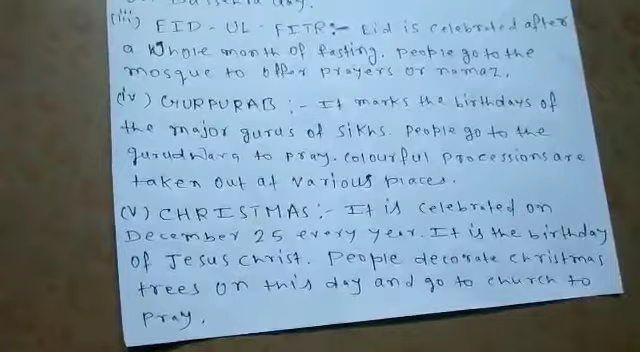 Dussehra day.
(iii) EID-UL-FITR:- Eid is celebrated after
a whole month of fasting. People go to the
mosque to offer prayers or namaz.
(iv) GURPURAB:- It marks the birthdays of
the major gurus of Sikhs. People go to the
gurudwara to pray. Colourful processions are
taken out at various places.
(v) CHRISTMAS:- It is celebrated on
December 25 every year. It is the birthday
of Jesus Christ. People decorate christmas
trees on this day and go to church to
pray.